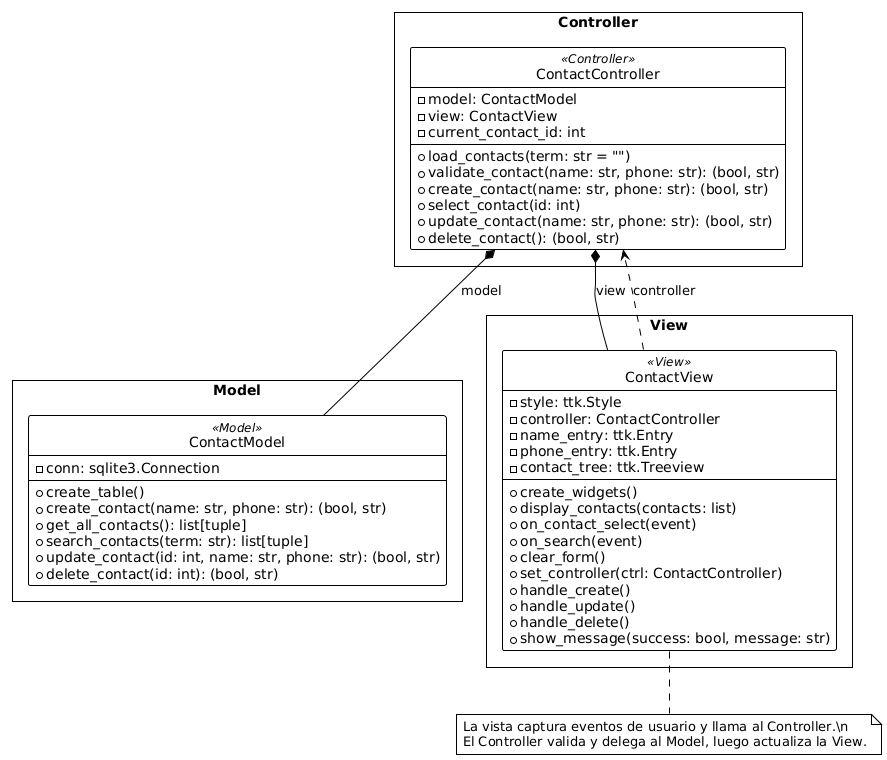 Controller
«Controller»
ContactController
model: ContactModel
view: ContactView
current_contact_id: int
load_contacts(term: str = "")
validate_contact(name: str, phone: str): (bool, str)
create_contact(name: str, phone: str): (bool, str)
select_contact(id: int)
update_contact(name: str, phone: str): (bool, str)
delete_contact(): (bool, str)
model
view
controller
Model
«Model»
ContactModel
conn: sqlite3.Connection
create_table()
create_contact(name: str, phone: str): (bool, str)
get_all_contacts(): list[tuple]
search_contacts(term: str): list[tuple]
update_contact(id: int, name: str, phone: str): (bool, str)
delete_contact(id: int): (bool, str)
View
«View»
ContactView
style: ttk.Style
controller: ContactController
name_entry: ttk.Entry
phone_entry: ttk.Entry
contact_tree: ttk.Treeview
create_widgets()
display_contacts(contacts: list)
on_contact_select(event)
on_search(event)
clear_form()
set_controller(ctrl: ContactController)
handle_create()
handle_update()
handle_delete()
show_message(success: bool, message: str)
La vista captura eventos de usuario y llama al Controller.\n
El Controller valida y delega al Model, luego actualiza la View.